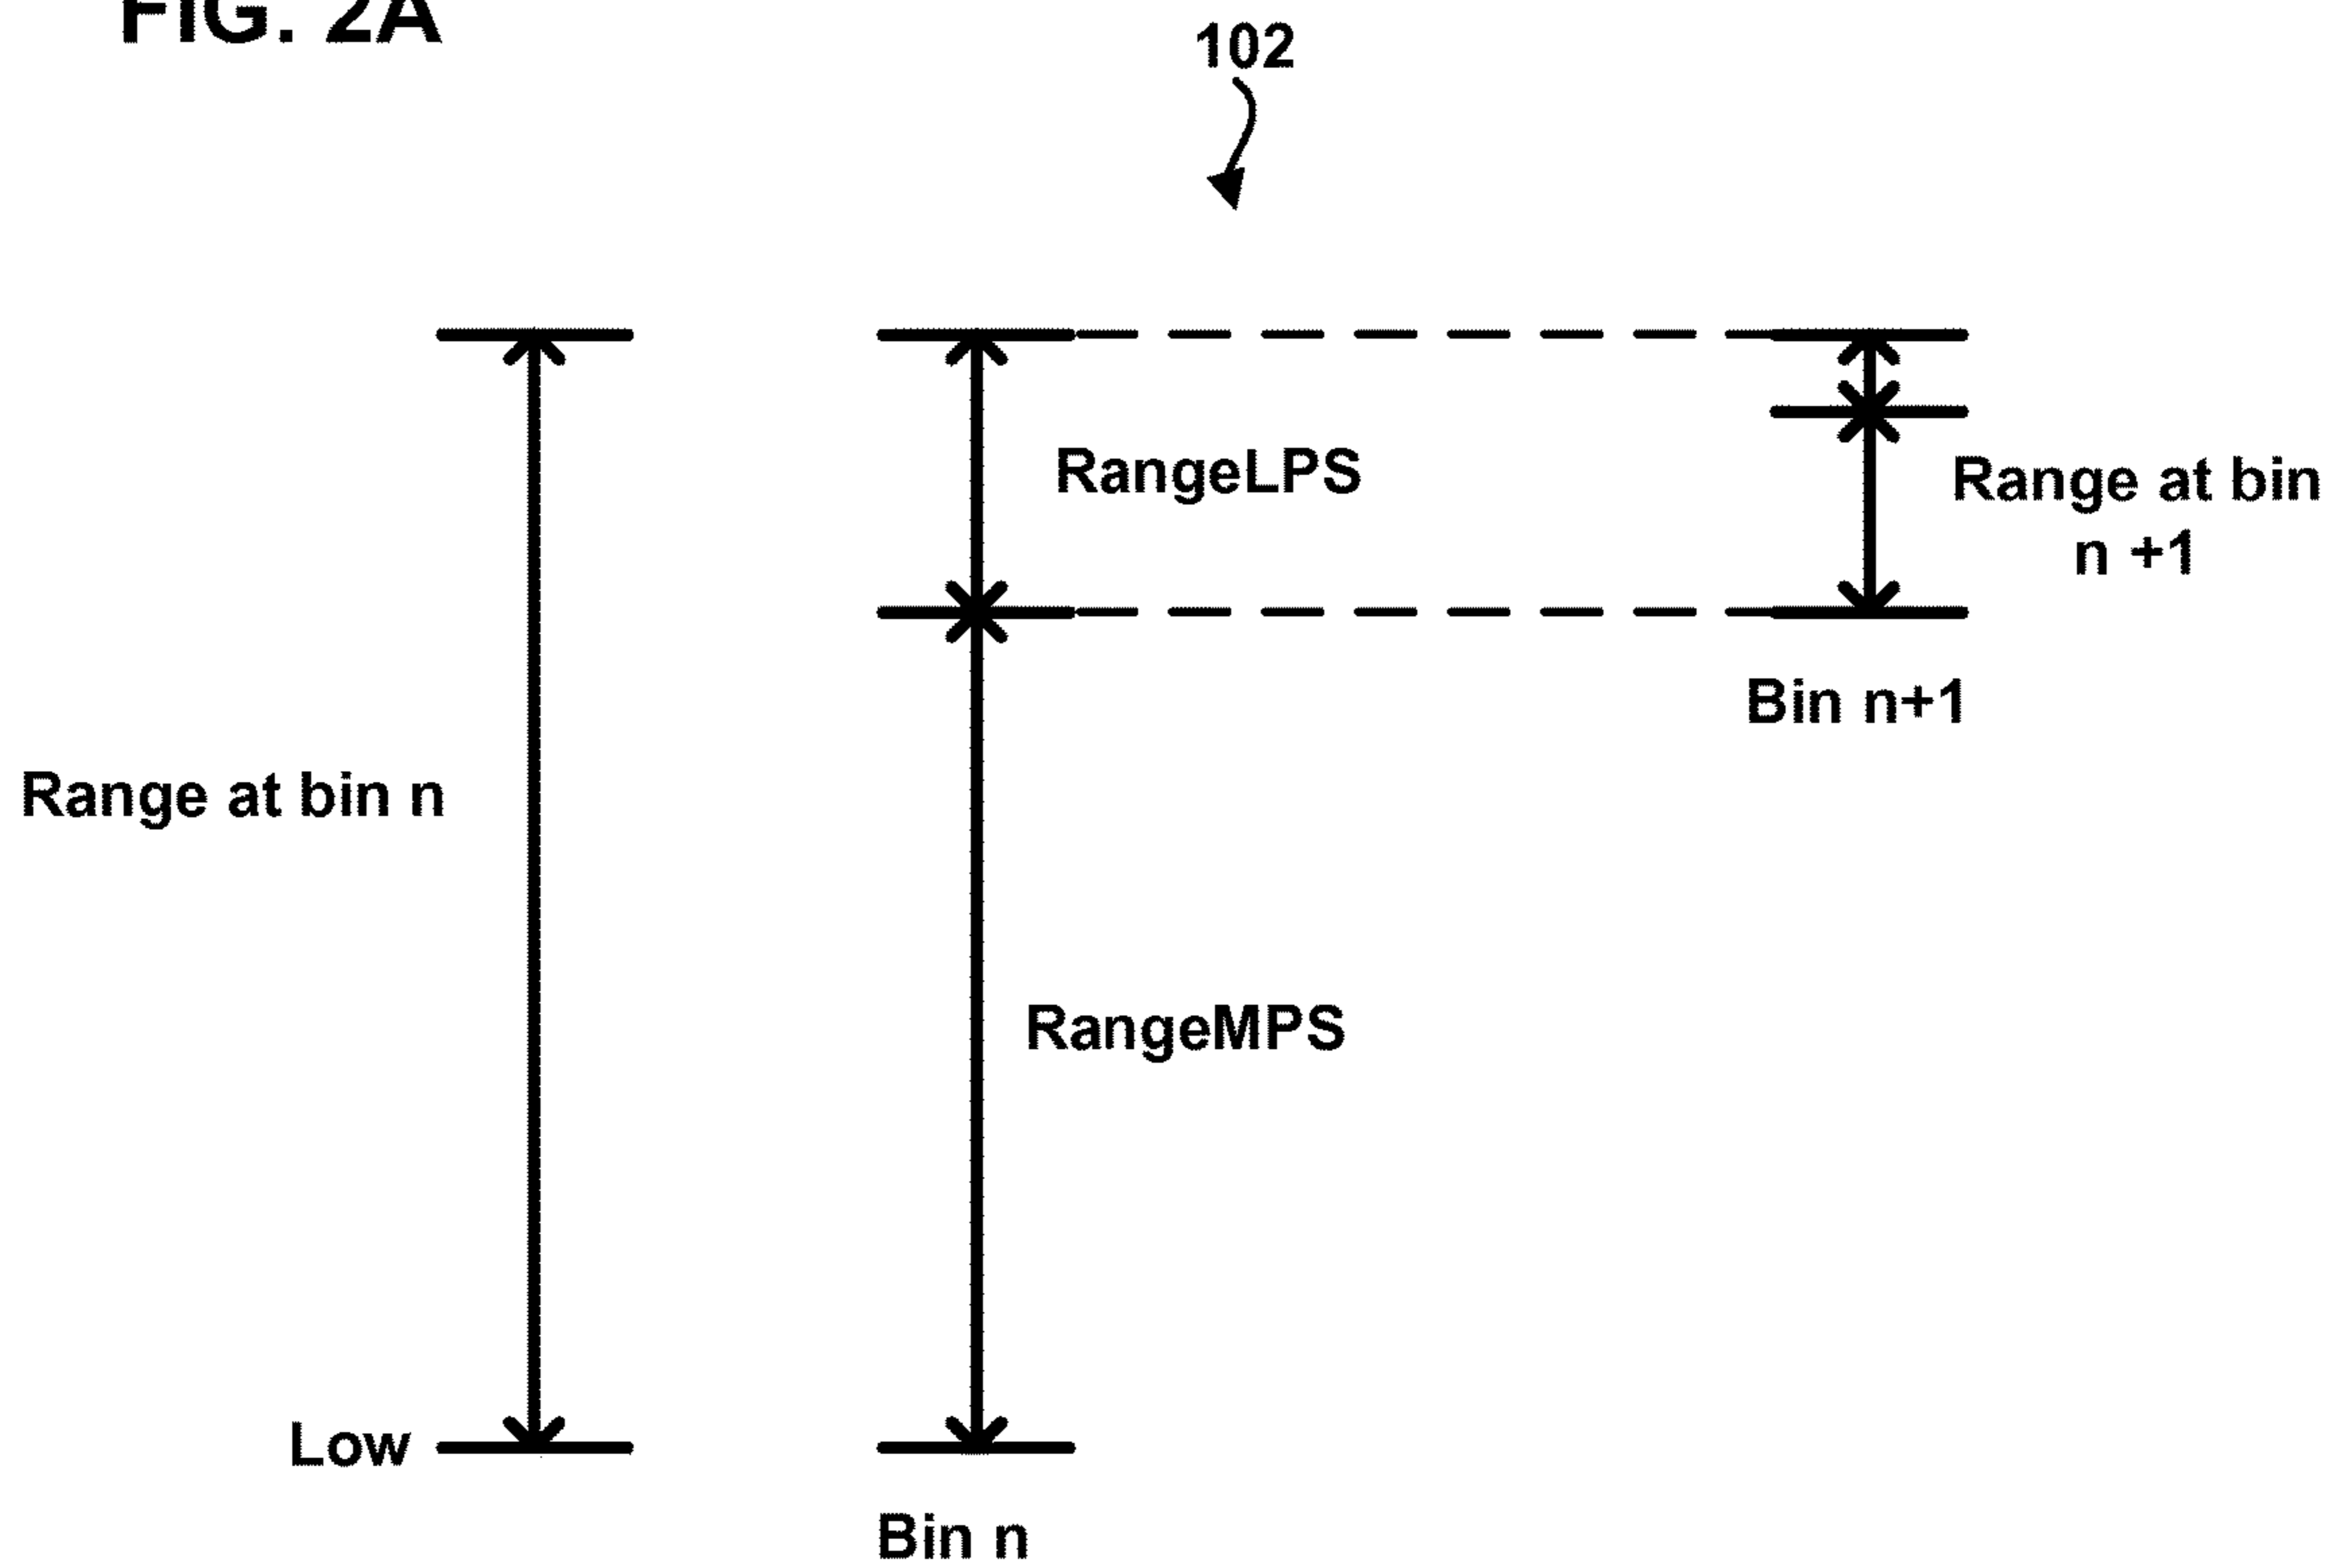 FIG. 2A
102
RangeLPS
Range at bin
n +1
Bin n+1
Range at bin n
RangeMPS
Low
Bin n